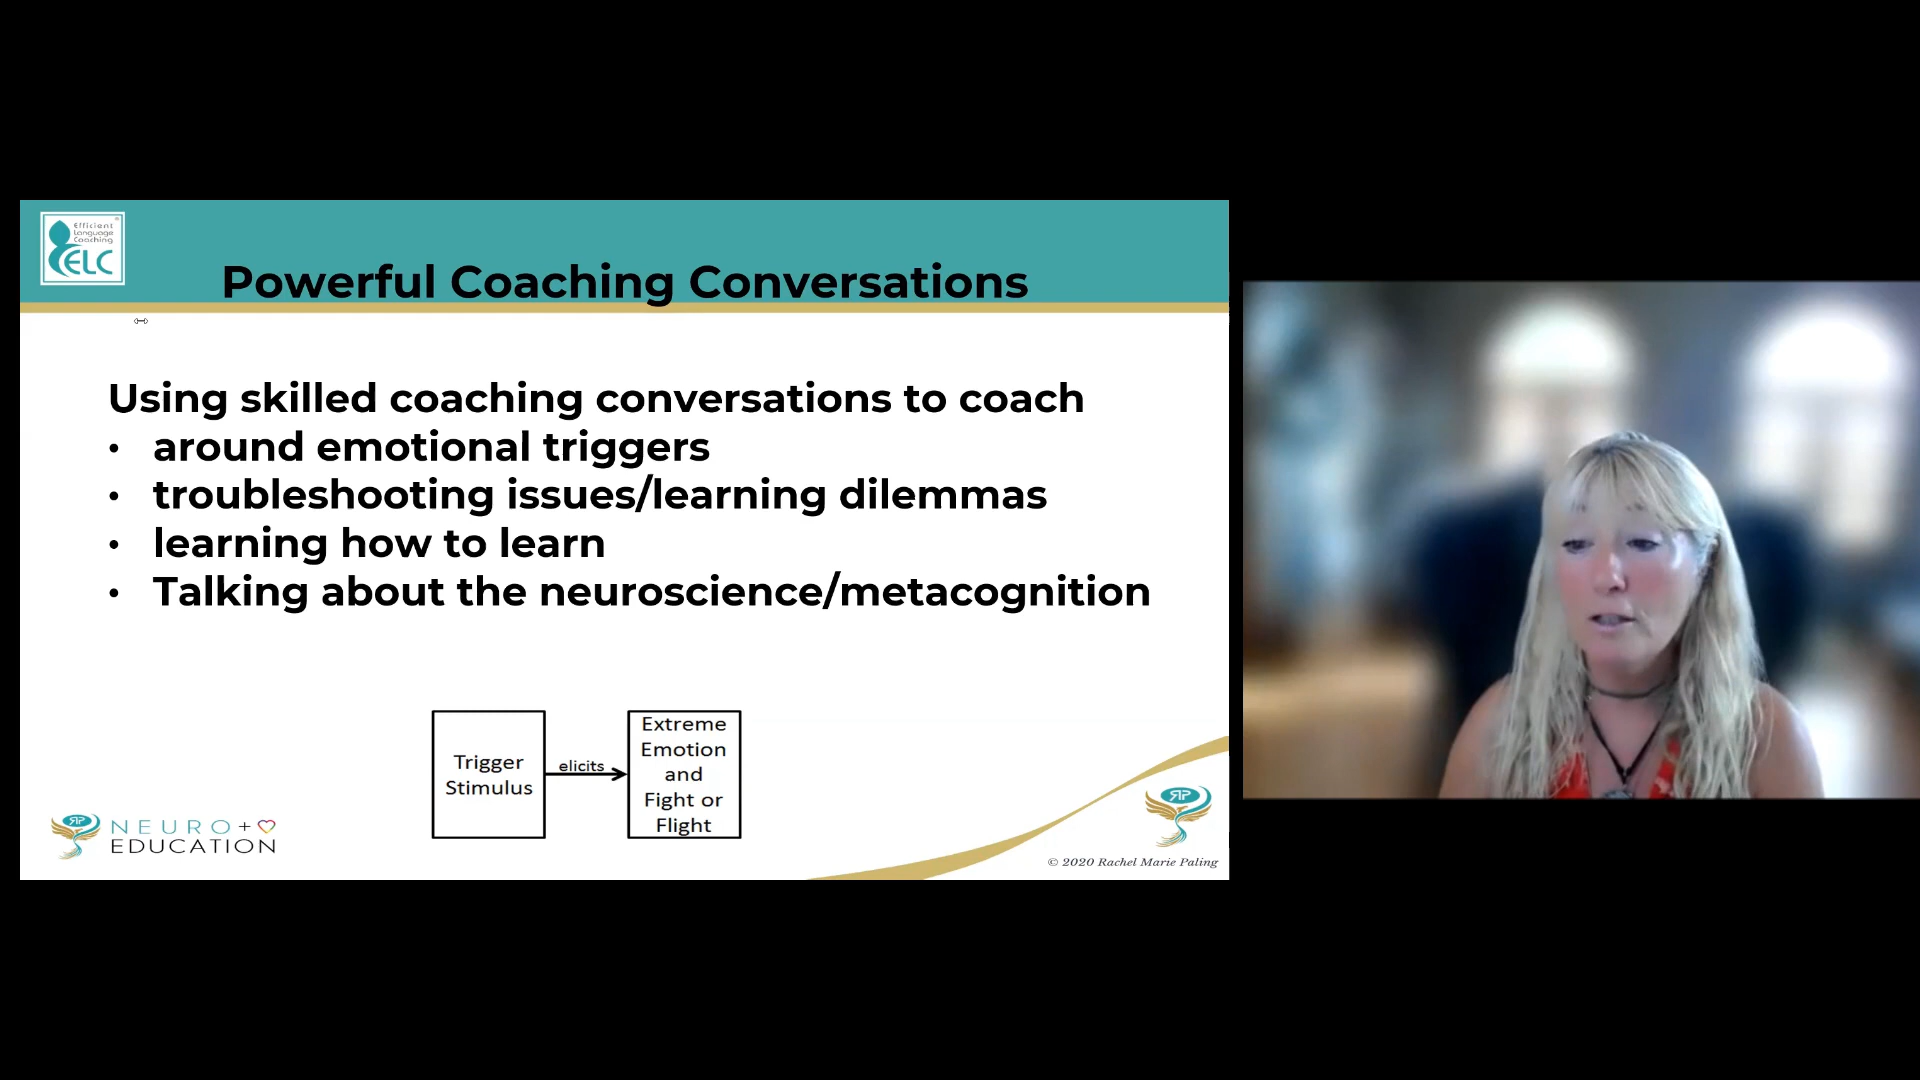 Efficient
Language
Coaching
ELC
Powerful Coaching Conversations
Using skilled coaching conversations to coach
• around emotional triggers
• troubleshooting issues/learning dilemmas
• learning how to learn
• Talking about the neuroscience/metacognition
Trigger
Stimulus
elicits
Extreme
Emotion
and
Fight or
Flight
NEURO+
EDUCATION
© 2020 Rachel Marie Paling